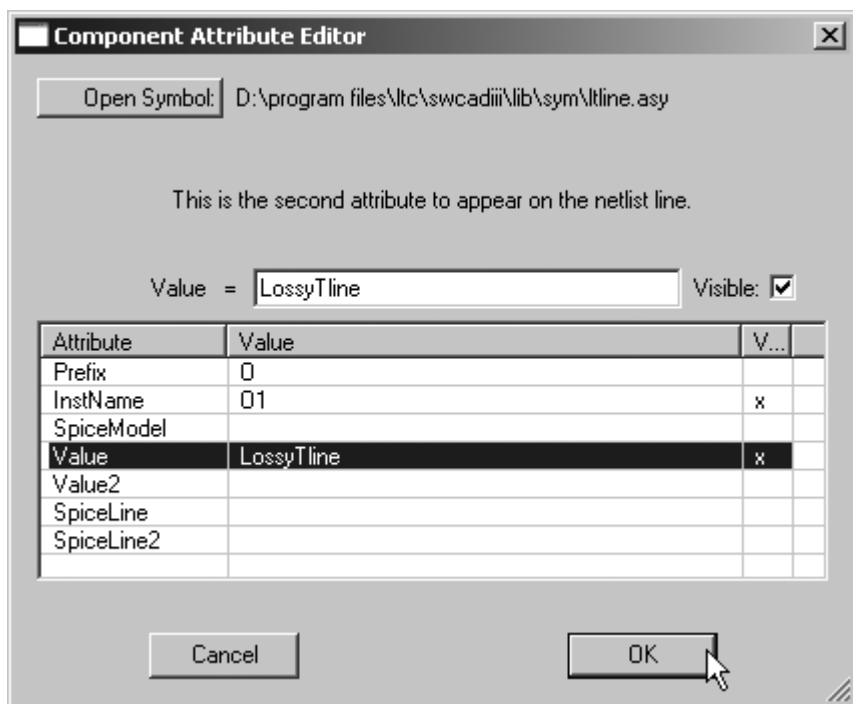 Component Attribute Editor
Open Symbol: D:\program files\ltc\swcadiii\lib\sym\ltline.asy
This is the second attribute to appear on the netlist line.
Value = LossyTline Visible:
Attribute Value V...
Prefix O
InstName O1 x
SpiceModel
Value LossyTline x
Value2
SpiceLine
SpiceLine2
Cancel OK